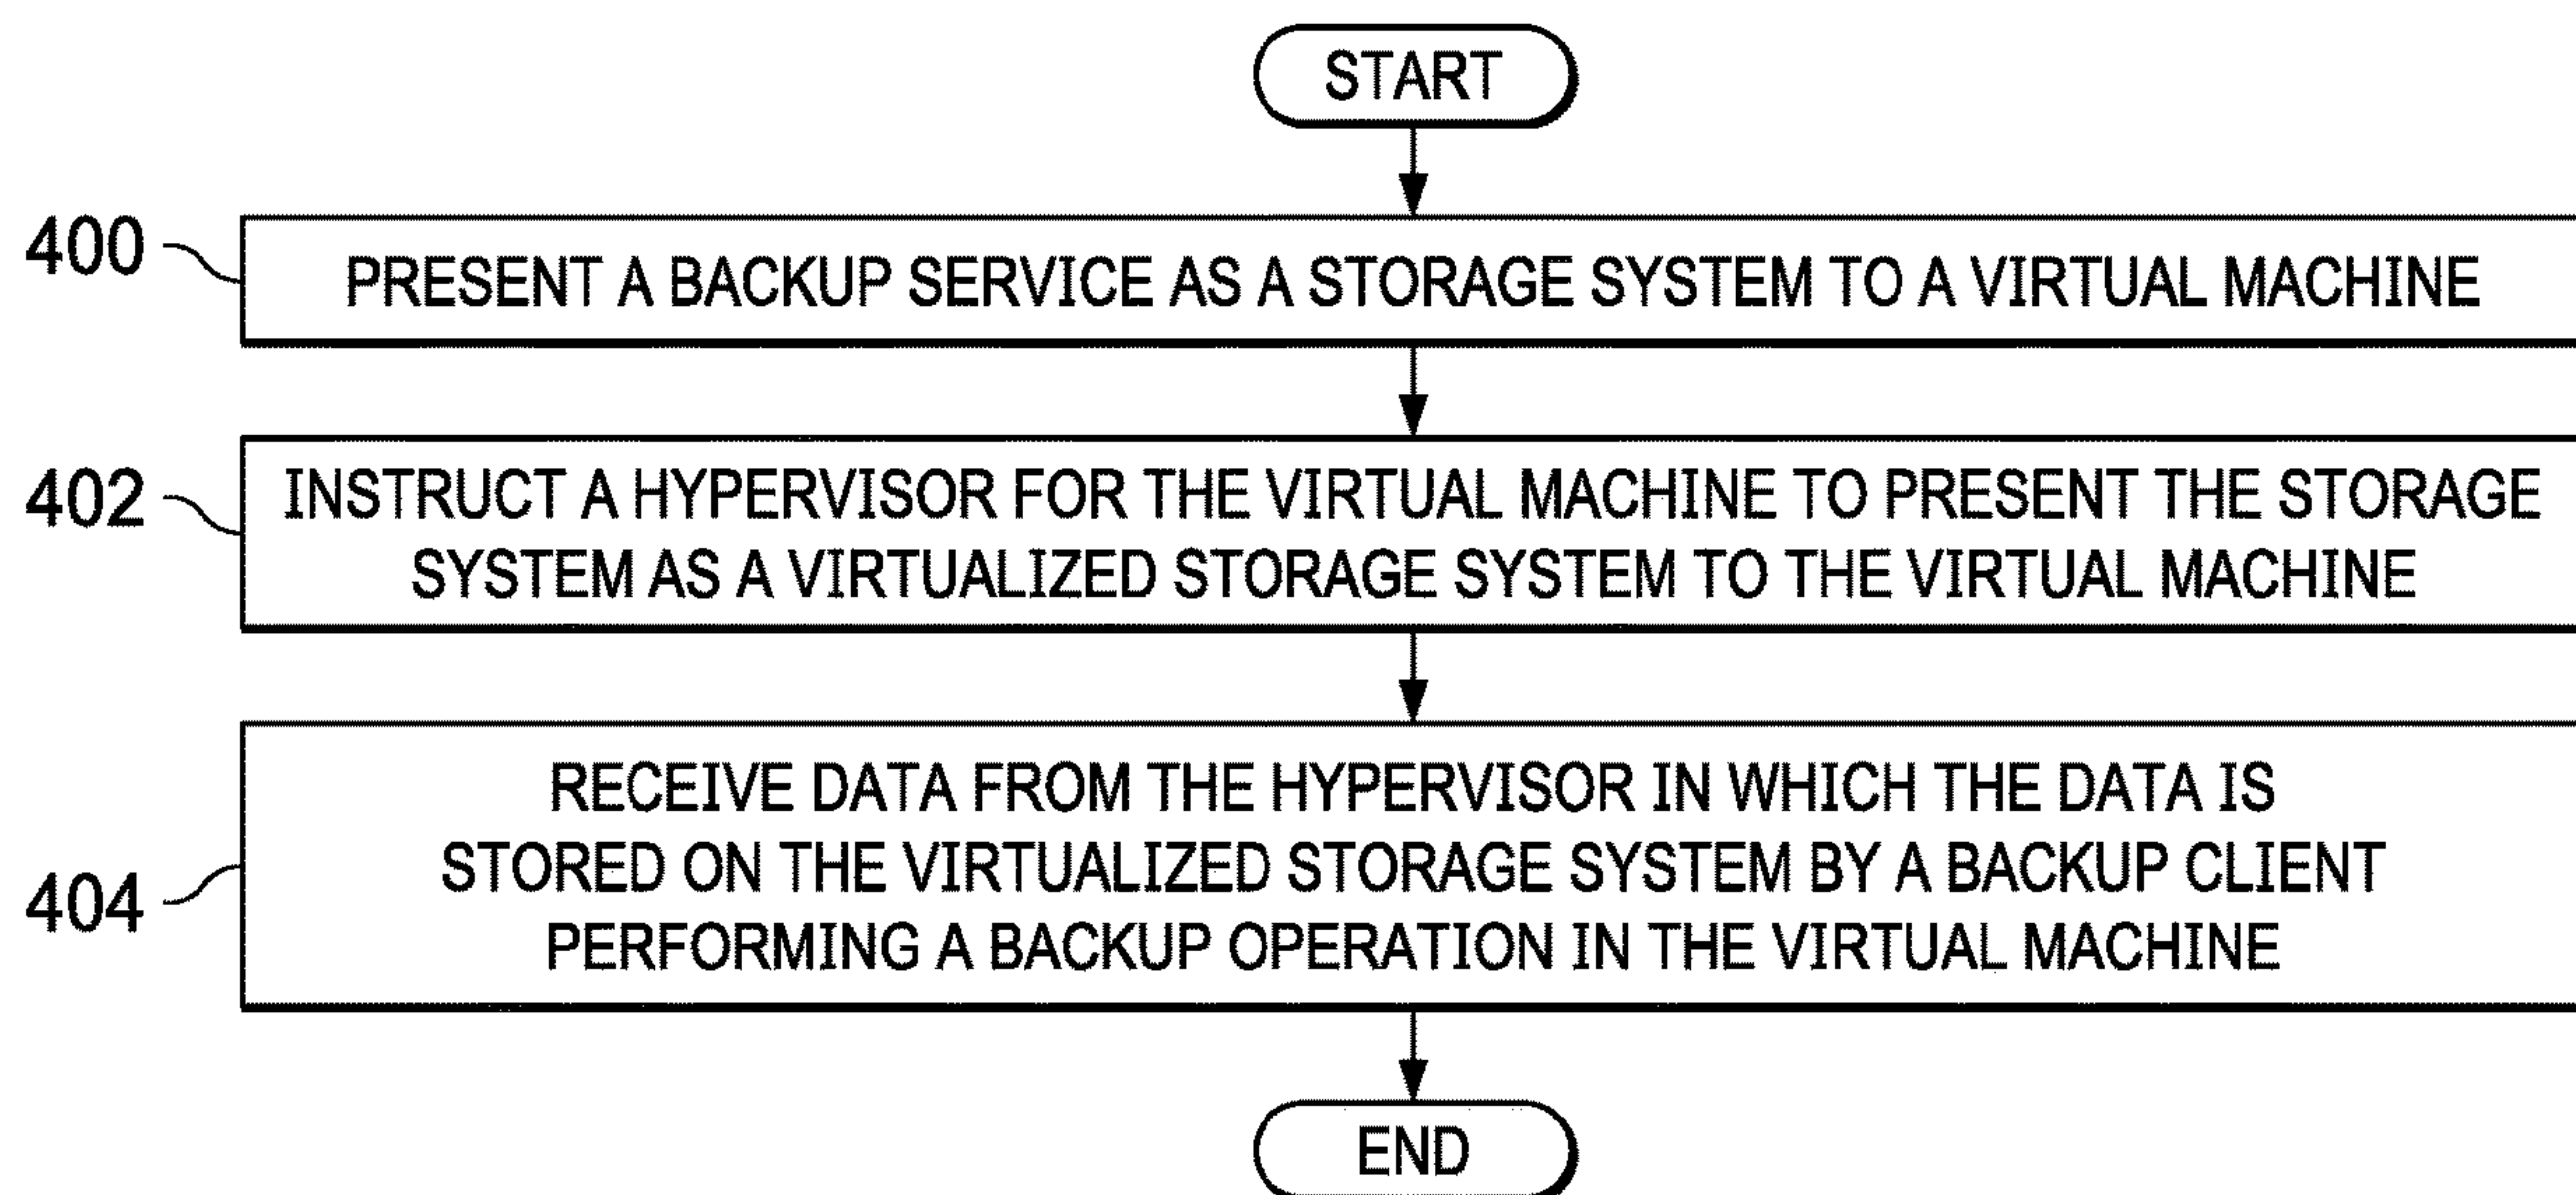 START
400
PRESENT A BACKUP SERVICE AS A STORAGE SYSTEM TO A VIRTUAL MACHINE
402
INSTRUCT A HYPERVISOR FOR THE VIRTUAL MACHINE TO PRESENT THE STORAGE
SYSTEM AS A VIRTUALIZED STORAGE SYSTEM TO THE VIRTUAL MACHINE
404
RECEIVE DATA FROM THE HYPERVISOR IN WHICH THE DATA IS
STORED ON THE VIRTUALIZED STORAGE SYSTEM BY A BACKUP CLIENT
PERFORMING A BACKUP OPERATION IN THE VIRTUAL MACHINE
END